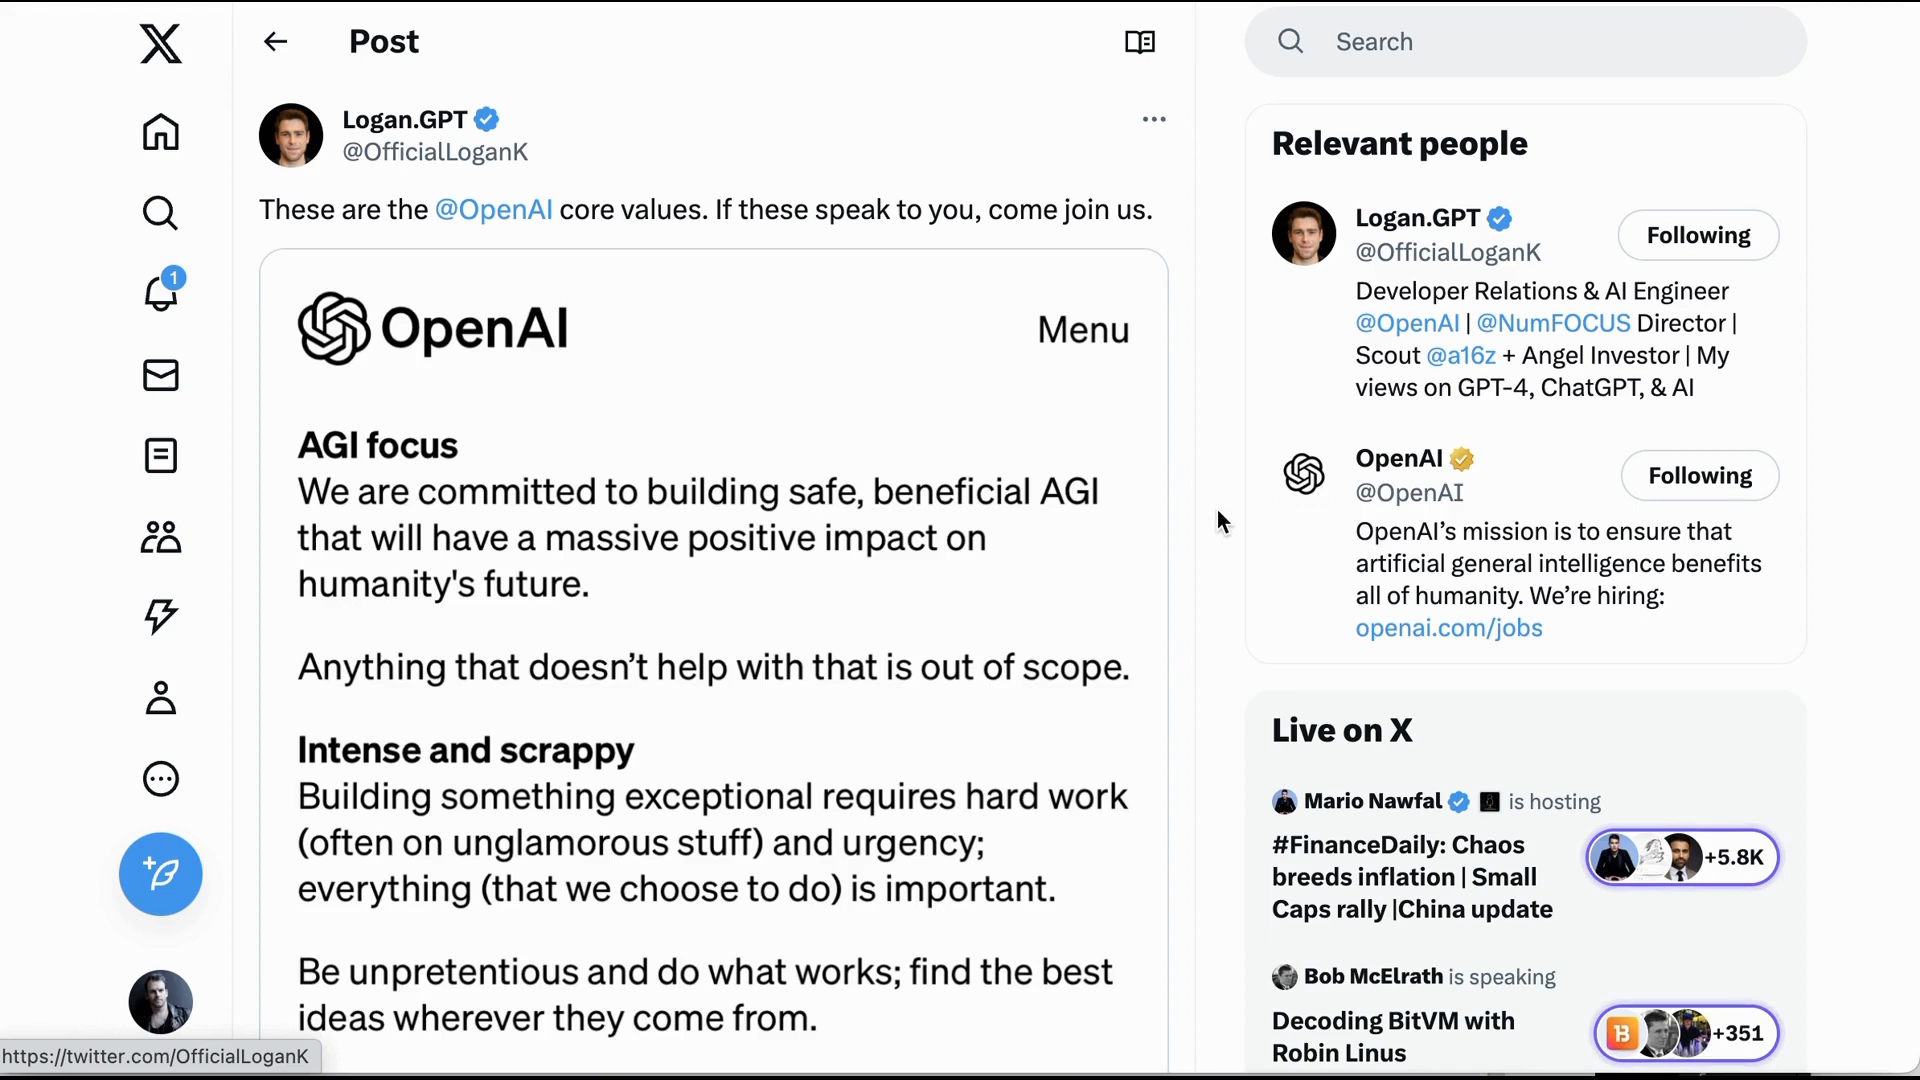 Post
Logan.GPT
@OfficialLoganK
These are the @OpenAI core values. If these speak to you, come join us.
OpenAI
Menu
AGI focus
We are committed to building safe, beneficial AGI
that will have a massive positive impact on
humanity's future.
Anything that doesn’t help with that is out of scope.
Intense and scrappy
Building something exceptional requires hard work
(often on unglamorous stuff) and urgency;
everything (that we choose to do) is important.
Be unpretentious and do what works; find the best
ideas wherever they come from.
1
https://twitter.com/OfficialLoganK
Search
Relevant people
Logan.GPT
@OfficialLoganK
Following
Developer Relations & AI Engineer
@OpenAI | @NumFOCUS Director |
Scout @a16z + Angel Investor | My
views on GPT-4, ChatGPT, & AI
OpenAI
@OpenAI
Following
OpenAI’s mission is to ensure that
artificial general intelligence benefits
all of humanity. We’re hiring:
openai.com/jobs
Live on X
Mario Nawfal is hosting
#FinanceDaily: Chaos
breeds inflation | Small
Caps rally |China update
+5.8K
Bob McElrath is speaking
Decoding BitVM with
Robin Linus
+351